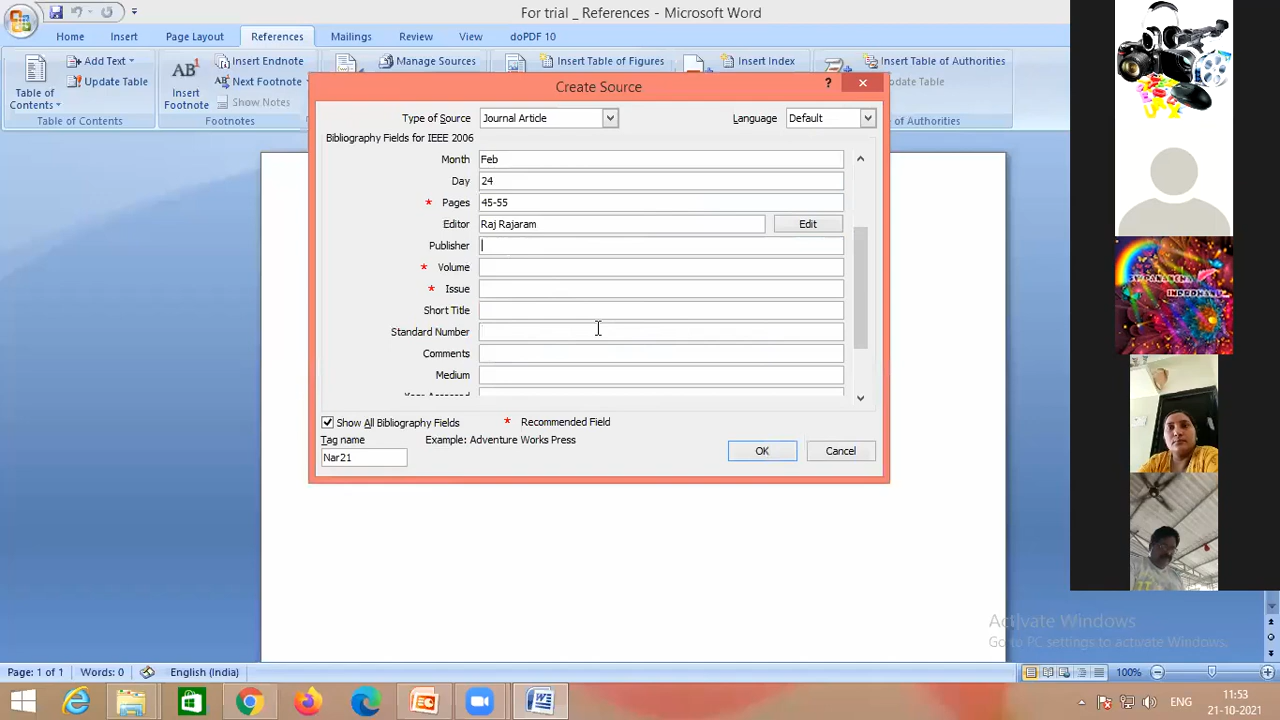 For trial _ References - Microsoft Word
Home Insert Page Layout References Mailings Review View doPDF 10
Table of Contents
Add Text
Update Table
Table of Contents
AB¹
Insert Footnote
Insert Endnote
Next Footnote
Show Notes
Footnotes
Manage Sources
Insert Table of Figures
Insert Index
Insert Table of Authorities
Update Table
of Authorities
Create Source
?
Type of Source Journal Article Language Default
Bibliography Fields for IEEE 2006
Month Feb
Day 24
* Pages 45-55
Editor Raj Rajaram Edit
Publisher
* Volume
* Issue
Short Title
Standard Number
Comments
Medium
Year Accessed
Show All Bibliography Fields * Recommended Field
Tag name Example: Adventure Works Press
Nar21
OK Cancel
Activate Windows
Go to PC settings to activate Windows.
Page: 1 of 1 Words: 0 English (India) 100%
ENG
11:53
21-10-2021